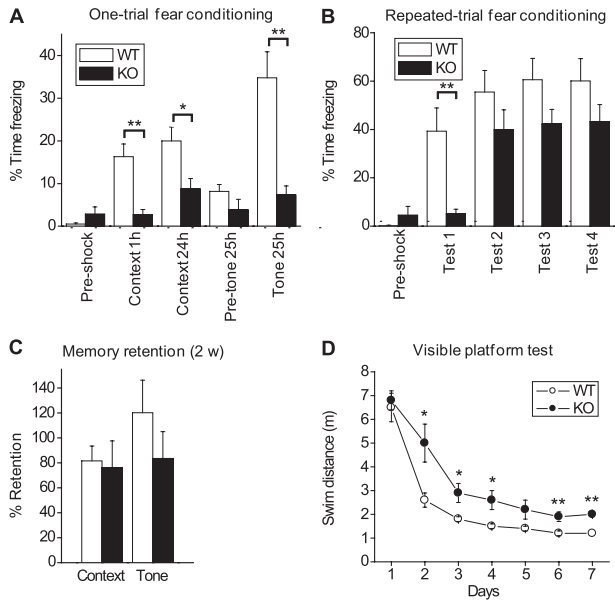 A One-trial fear conditioning
% Time freezing
40
30
20
10
0
WT
KO
**
*
**
Pre-shock
Context 1h
Context 24h
Pre-tone 25h
Tone 25h
B Repeated-trial fear conditioning
% Time freezing
80
60
40
20
0
WT
KO
**
Pre-shock
Test 1
Test 2
Test 3
Test 4
C Memory retention (2 w)
% Retention
140
120
100
80
60
40
20
0
Context Tone
D Visible platform test
Swim distance (m)
8
7
6
5
4
3
2
1
0
WT
KO
*
*
*
**
**
1 2 3 4 5 6 7
Days